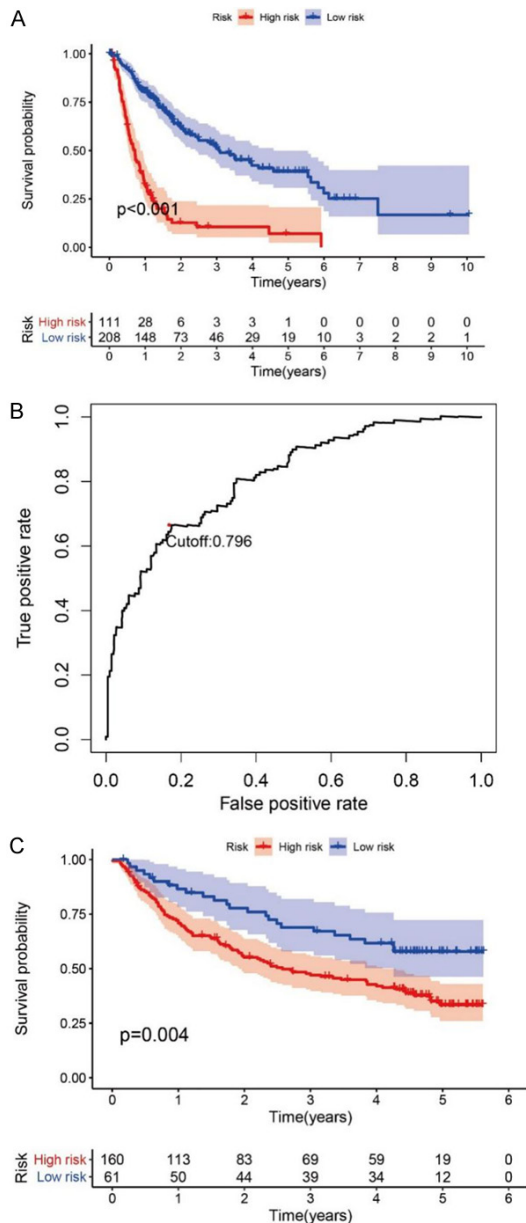 A
Risk High risk Low risk
1.00
0.75
0.50
0.25
0.00
Survival probability
p<0.001
0 1 2 3 4 5 6 7 8 9 10
Time(years)
Risk
High risk 111 28 6 3 3 1 0 0 0 0 0
Low risk 208 148 73 46 29 19 10 3 2 2 1
0 1 2 3 4 5 6 7 8 9 10
Time(years)
B
1.0
0.8
0.6
0.4
0.2
0.0
True positive rate
Cutoff:0.796
0.0 0.2 0.4 0.6 0.8 1.0
False positive rate
C
Risk High risk Low risk
1.00
0.75
0.50
0.25
0.00
Survival probability
p=0.004
0 1 2 3 4 5 6
Time(years)
Risk
High risk 160 113 83 69 59 19 0
Low risk 61 50 44 39 34 12 0
0 1 2 3 4 5 6
Time(years)